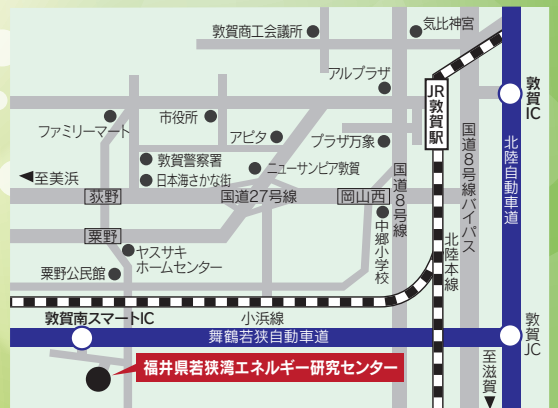 敦賀商工会議所
気比神宮
アルプラザ
JR敦賀駅
敦賀IC
ファミリーマート
市役所
アピタ
プラザ万象
国道8号線バイパス
北陸自動車道
敦賀警察署
ニューサンピア敦賀
日本海さかな街
◀至美浜
荻野
国道27号線
岡山西
国道8号線
中郷小学校
粟野
ヤスサキ
ホームセンター
粟野公民館
北陸本線
敦賀南スマートIC
小浜線
敦賀JC
舞鶴若狭自動車道
福井県若狭湾エネルギー研究センター
至滋賀▼